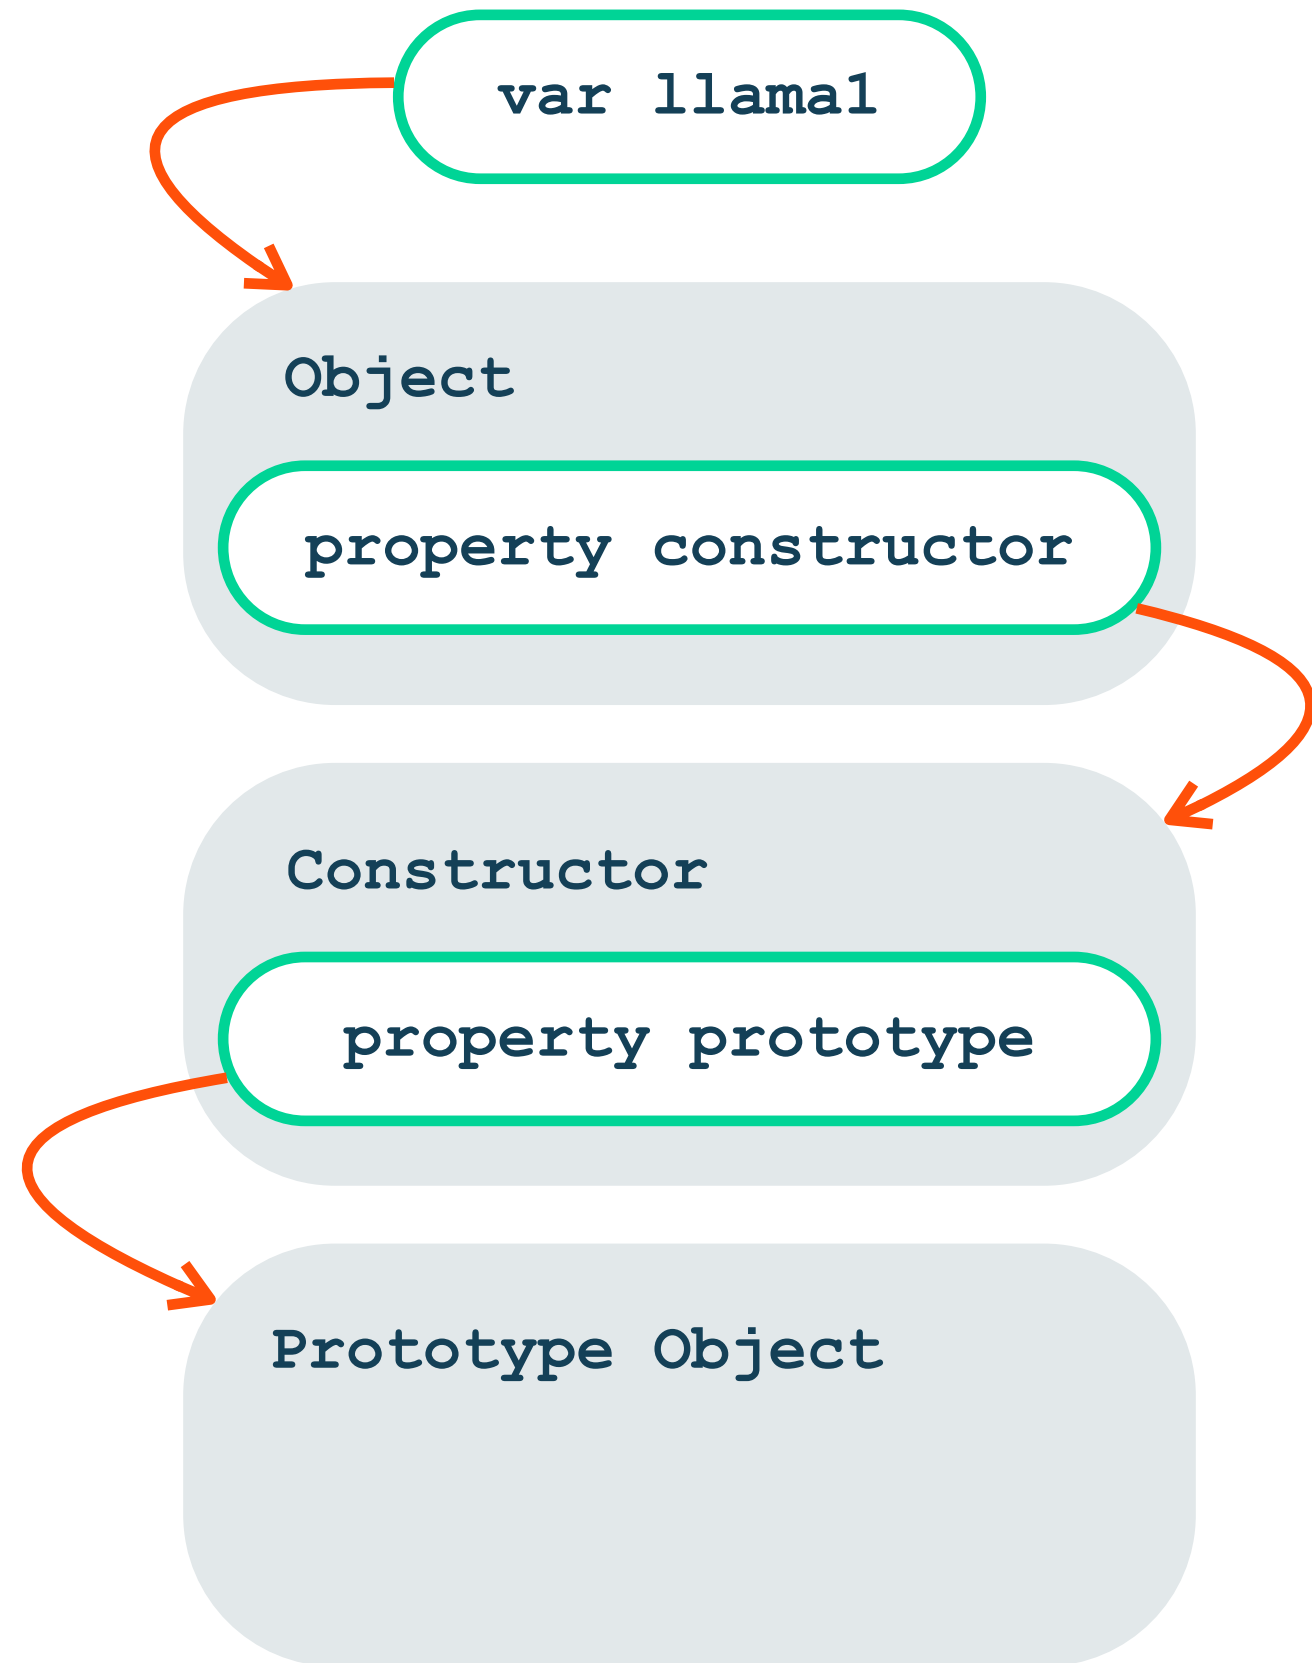 var llama1
Object
property constructor
Constructor
property prototype
Prototype Object